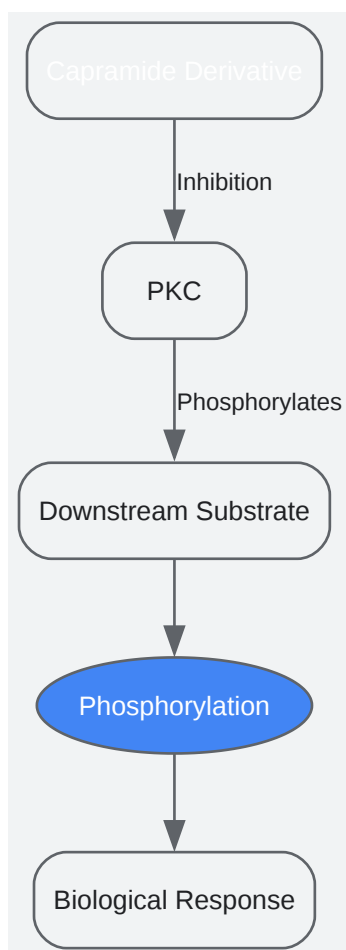 Capramide Derivative
Inhibition
PKC
Phosphorylates
Downstream Substrate
Phosphorylation
Biological Response